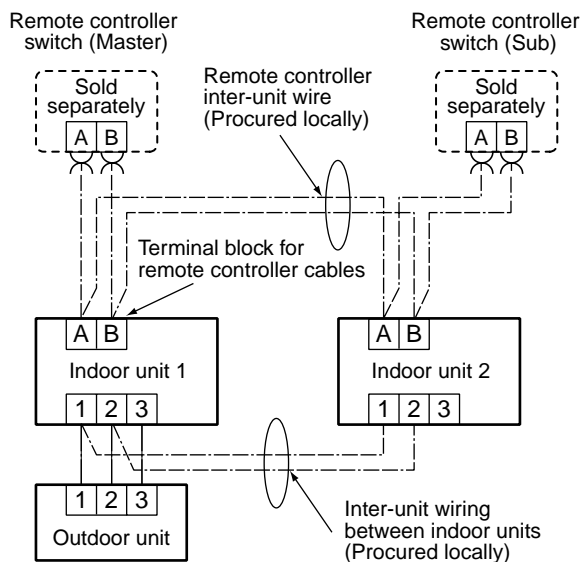 Remote controller
switch (Master)
Remote controller
switch (Sub)
Sold
separately
A B
Remote controller
inter-unit wire
(Procured locally)
Sold
separately
A B
Terminal block for
remote controller cables
A B
Indoor unit 1
1 2 3
A B
Indoor unit 2
1 2 3
1 2 3
Outdoor unit
Inter-unit wiring
between indoor units
(Procured locally)